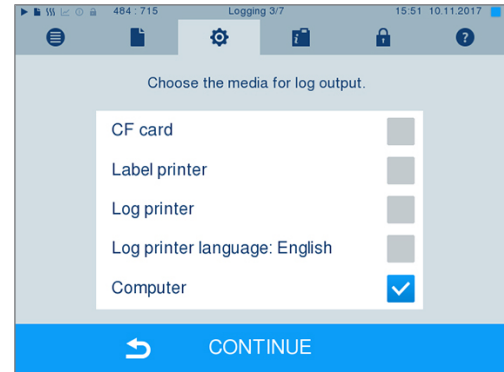 484 : 715 Logging 3/7 15:51 10.11.2017
Choose the media for log output.
CF card
Label printer
Log printer
Log printer language: English
Computer
CONTINUE